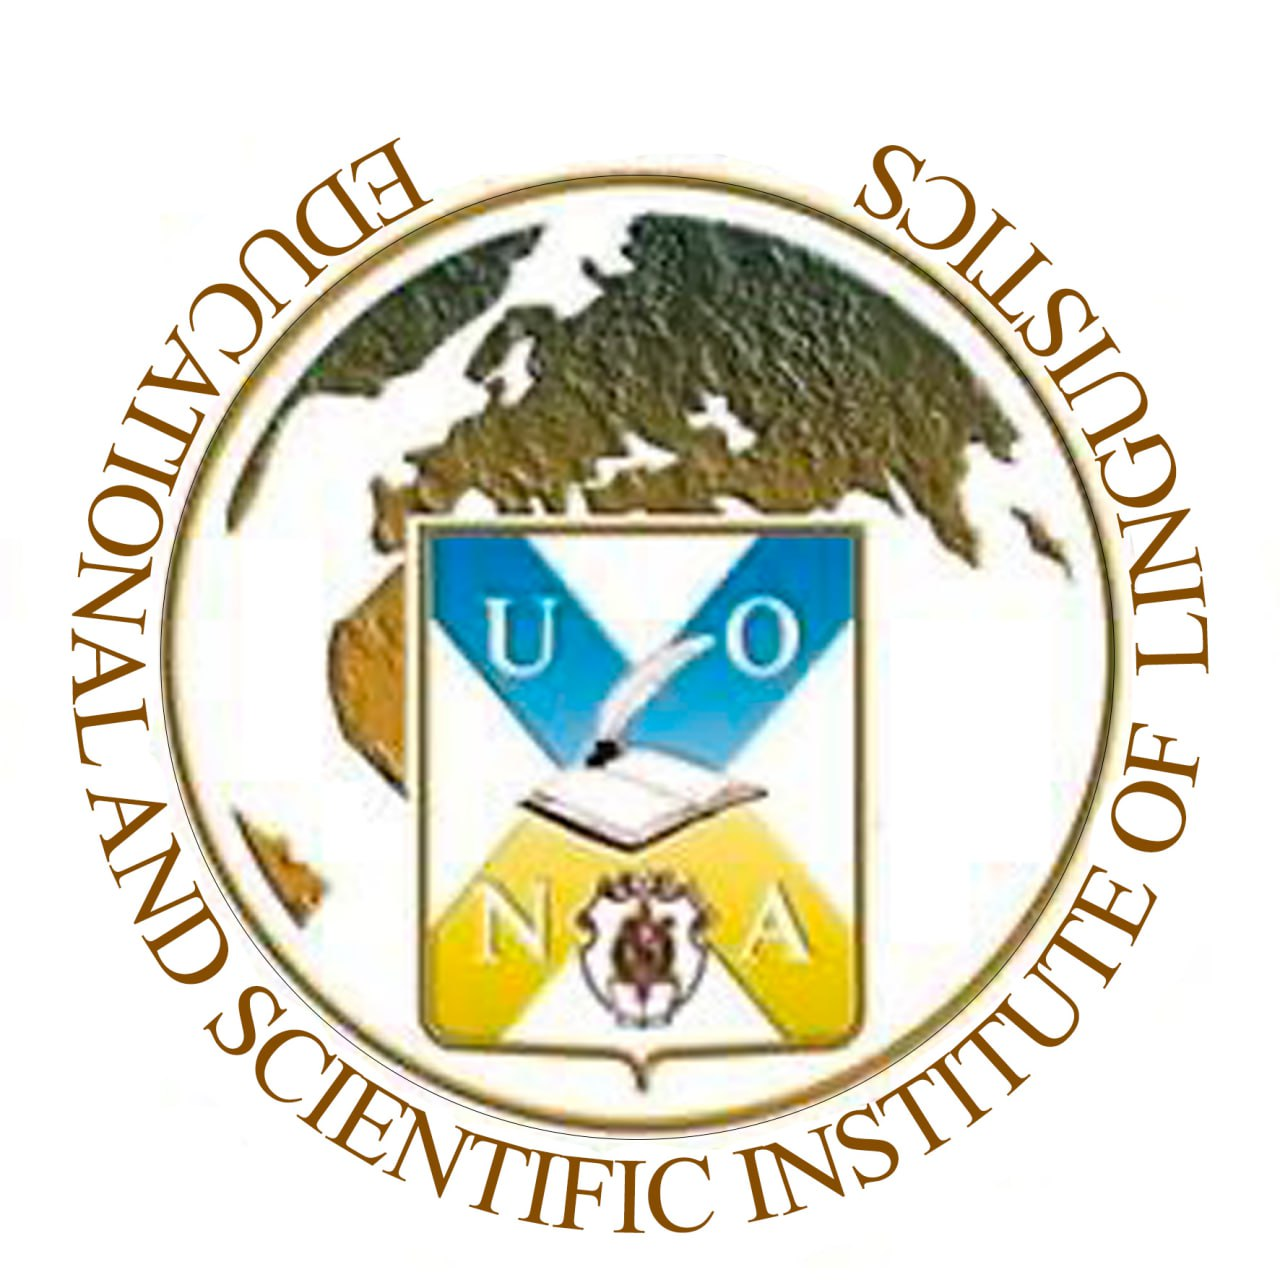 EDUCATIONAL AND SCIENTIFIC INSTITUTE OF LINGUISTICS
U O
N A